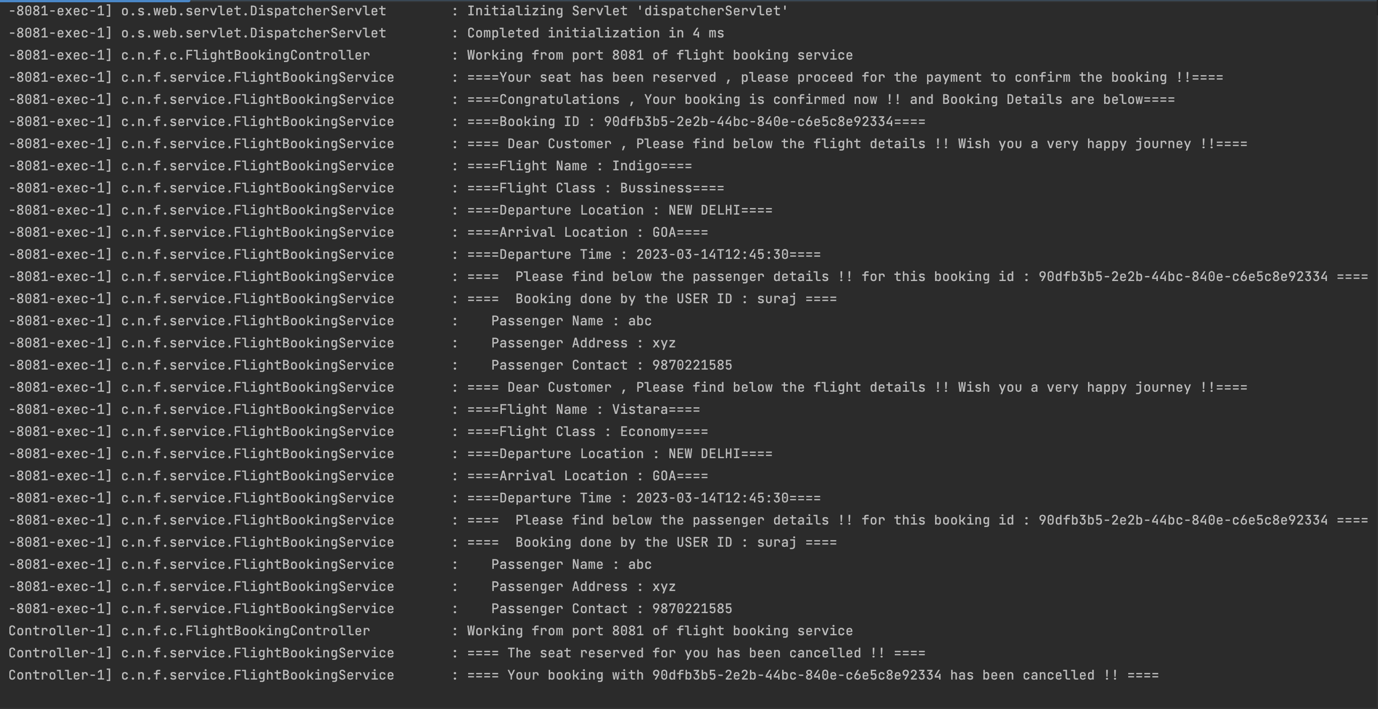 -8081-exec-1] o.s.web.servlet.DispatcherServlet : Initializing Servlet 'dispatcherServlet'
-8081-exec-1] o.s.web.servlet.DispatcherServlet : Completed initialization in 4 ms
-8081-exec-1] c.n.f.c.FlightBookingController : Working from port 8081 of flight booking service
-8081-exec-1] c.n.f.service.FlightBookingService : ====Your seat has been reserved , please proceed for the payment to confirm the booking !!====
-8081-exec-1] c.n.f.service.FlightBookingService : ====Congratulations , Your booking is confirmed now !! and Booking Details are below====
-8081-exec-1] c.n.f.service.FlightBookingService : ====Booking ID : 90dfb3b5-2e2b-44bc-840e-c6e5c8e92334====
-8081-exec-1] c.n.f.service.FlightBookingService : ==== Dear Customer , Please find below the flight details !! Wish you a very happy journey !!====
-8081-exec-1] c.n.f.service.FlightBookingService : ====Flight Name : Indigo====
-8081-exec-1] c.n.f.service.FlightBookingService : ====Flight Class : Bussiness====
-8081-exec-1] c.n.f.service.FlightBookingService : ====Departure Location : NEW DELHI====
-8081-exec-1] c.n.f.service.FlightBookingService : ====Arrival Location : GOA====
-8081-exec-1] c.n.f.service.FlightBookingService : ====Departure Time : 2023-03-14T12:45:30====
-8081-exec-1] c.n.f.service.FlightBookingService : ====  Please find below the passenger details !! for this booking id : 90dfb3b5-2e2b-44bc-840e-c6e5c8e92334 ====
-8081-exec-1] c.n.f.service.FlightBookingService : ====  Booking done by the USER ID : suraj ====
-8081-exec-1] c.n.f.service.FlightBookingService :    Passenger Name : abc
-8081-exec-1] c.n.f.service.FlightBookingService :    Passenger Address : xyz
-8081-exec-1] c.n.f.service.FlightBookingService :    Passenger Contact : 9870221585
-8081-exec-1] c.n.f.service.FlightBookingService : ==== Dear Customer , Please find below the flight details !! Wish you a very happy journey !!====
-8081-exec-1] c.n.f.service.FlightBookingService : ====Flight Name : Vistara====
-8081-exec-1] c.n.f.service.FlightBookingService : ====Flight Class : Economy====
-8081-exec-1] c.n.f.service.FlightBookingService : ====Departure Location : NEW DELHI====
-8081-exec-1] c.n.f.service.FlightBookingService : ====Arrival Location : GOA====
-8081-exec-1] c.n.f.service.FlightBookingService : ====Departure Time : 2023-03-14T12:45:30====
-8081-exec-1] c.n.f.service.FlightBookingService : ====  Please find below the passenger details !! for this booking id : 90dfb3b5-2e2b-44bc-840e-c6e5c8e92334 ====
-8081-exec-1] c.n.f.service.FlightBookingService : ====  Booking done by the USER ID : suraj ====
-8081-exec-1] c.n.f.service.FlightBookingService :    Passenger Name : abc
-8081-exec-1] c.n.f.service.FlightBookingService :    Passenger Address : xyz
-8081-exec-1] c.n.f.service.FlightBookingService :    Passenger Contact : 9870221585
Controller-1] c.n.f.c.FlightBookingController : Working from port 8081 of flight booking service
Controller-1] c.n.f.service.FlightBookingService : ==== The seat reserved for you has been cancelled !! ====
Controller-1] c.n.f.service.FlightBookingService : ==== Your booking with 90dfb3b5-2e2b-44bc-840e-c6e5c8e92334 has been cancelled !! ====